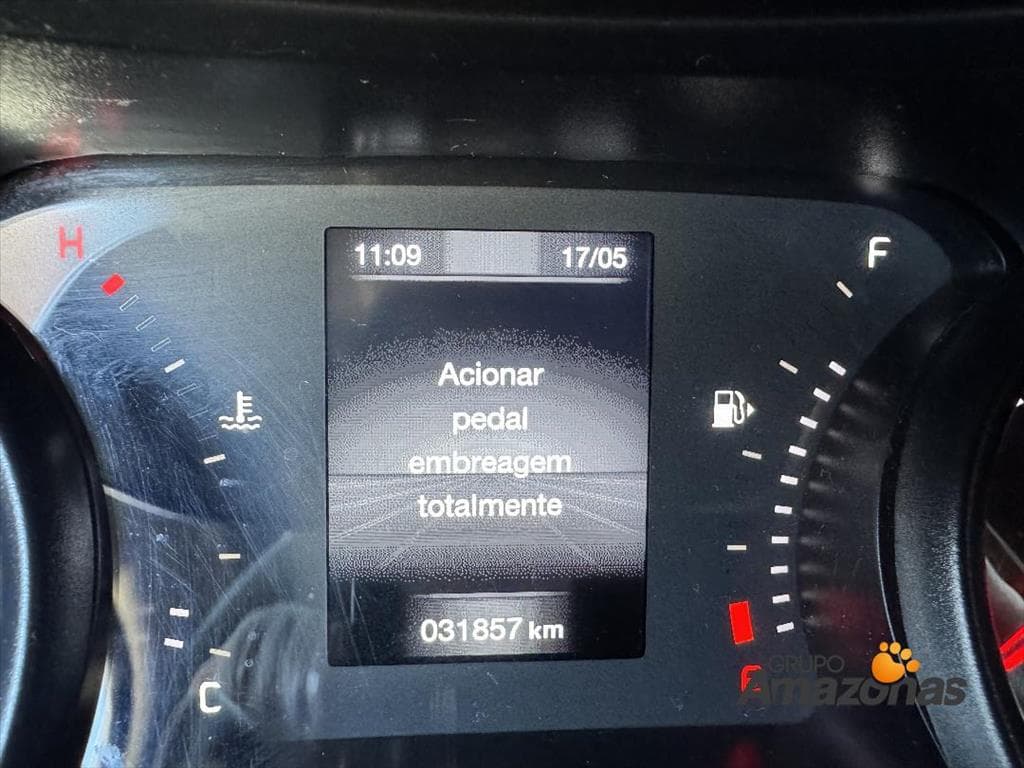 H
11:09 17/05
F
Acionar
pedal
embreagem
totalmente
031857 km
C
E
GRUPO
Amazonas